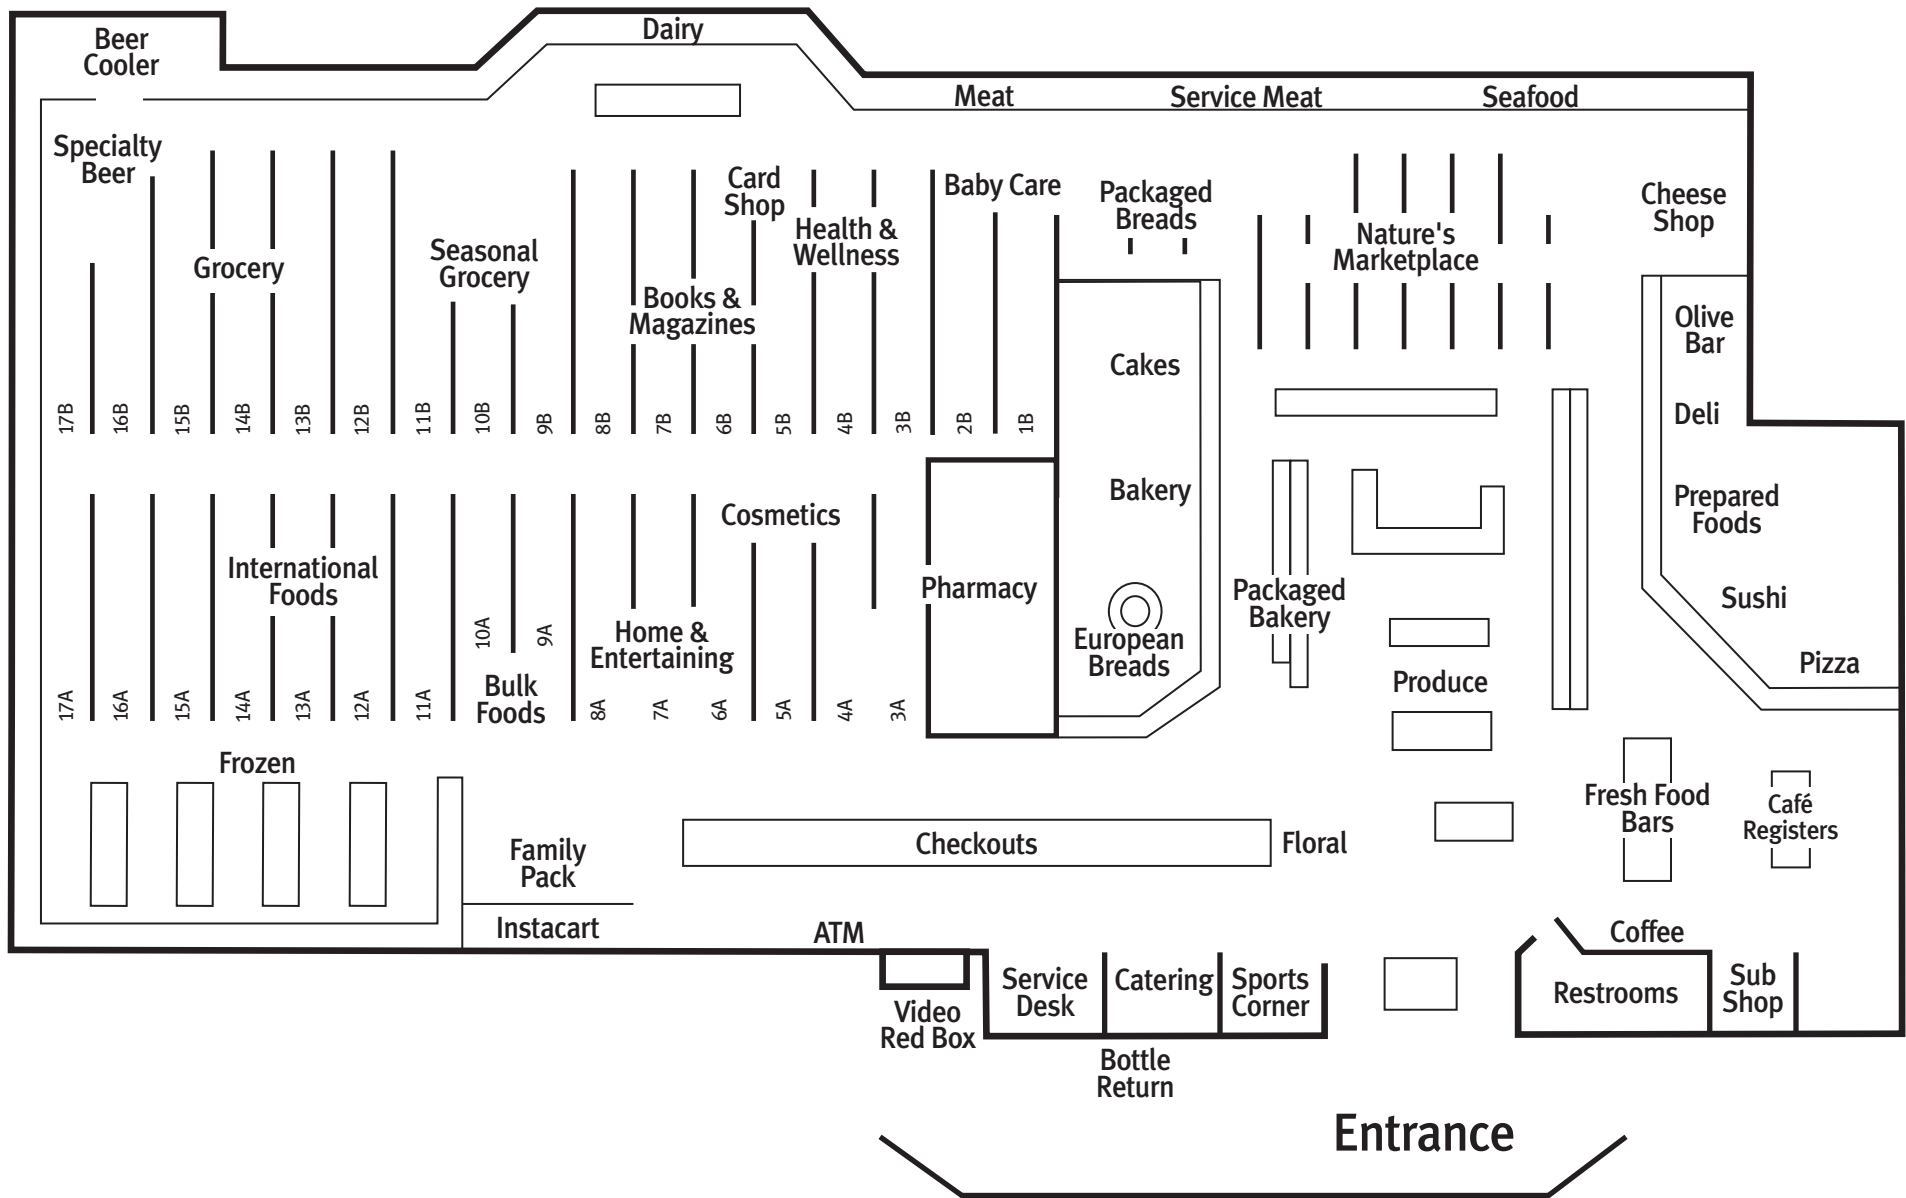 Dairy
Beer
Cooler
Meat
Service Meat
Seafood
Specialty
Beer
Card
Shop
Baby Care
Packaged
Breads
Cheese
Shop
Grocery
Seasonal
Grocery
Health &
Wellness
Nature's
Marketplace
Books &
Magazines
Olive
Bar
Cakes
Deli
17B
16B
15B
14B
13B
12B
11B
10B
9B
8B
7B
6B
5B
4B
3B
2B
1B
Bakery
Prepared
Foods
Cosmetics
International
Foods
Pharmacy
Packaged
Bakery
Sushi
10A
9A
Home &
Entertaining
European
Breads
Pizza
Produce
Bulk
Foods
17A
16A
15A
14A
13A
12A
11A
8A
7A
6A
5A
4A
3A
Frozen
Fresh Food
Bars
Café
Registers
Family
Pack
Checkouts
Floral
Instacart
ATM
Coffee
Service
Desk
Catering
Sports
Corner
Restrooms
Sub
Shop
Video
Red Box
Bottle
Return
Entrance